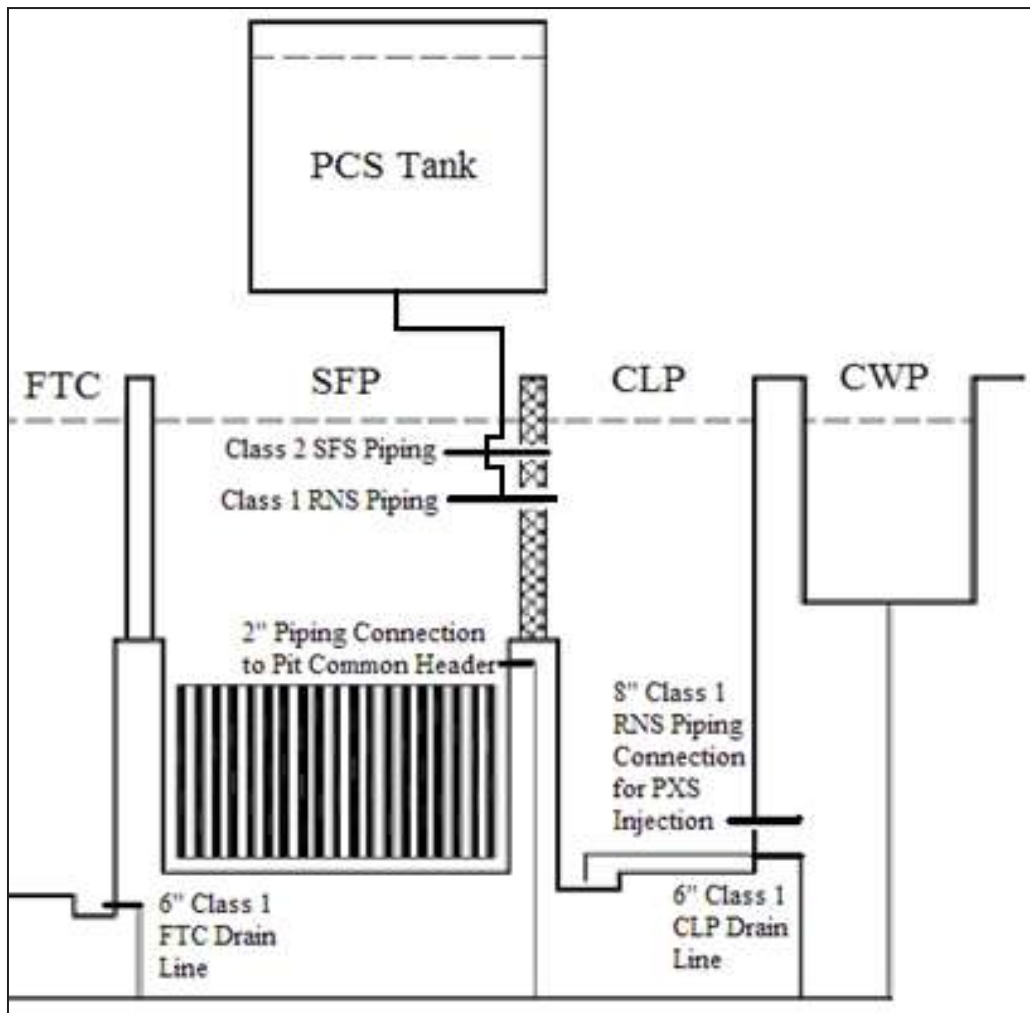 PCS Tank
FTC
SFP
CLP
CWP
Class 2 SFS Piping
Class 1 RNS Piping
2" Piping Connection
to Pit Common Header
8" Class 1
RNS Piping
Connection
for PXS
Injection
6" Class 1
FTC Drain
Line
6" Class 1
CLP Drain
Line